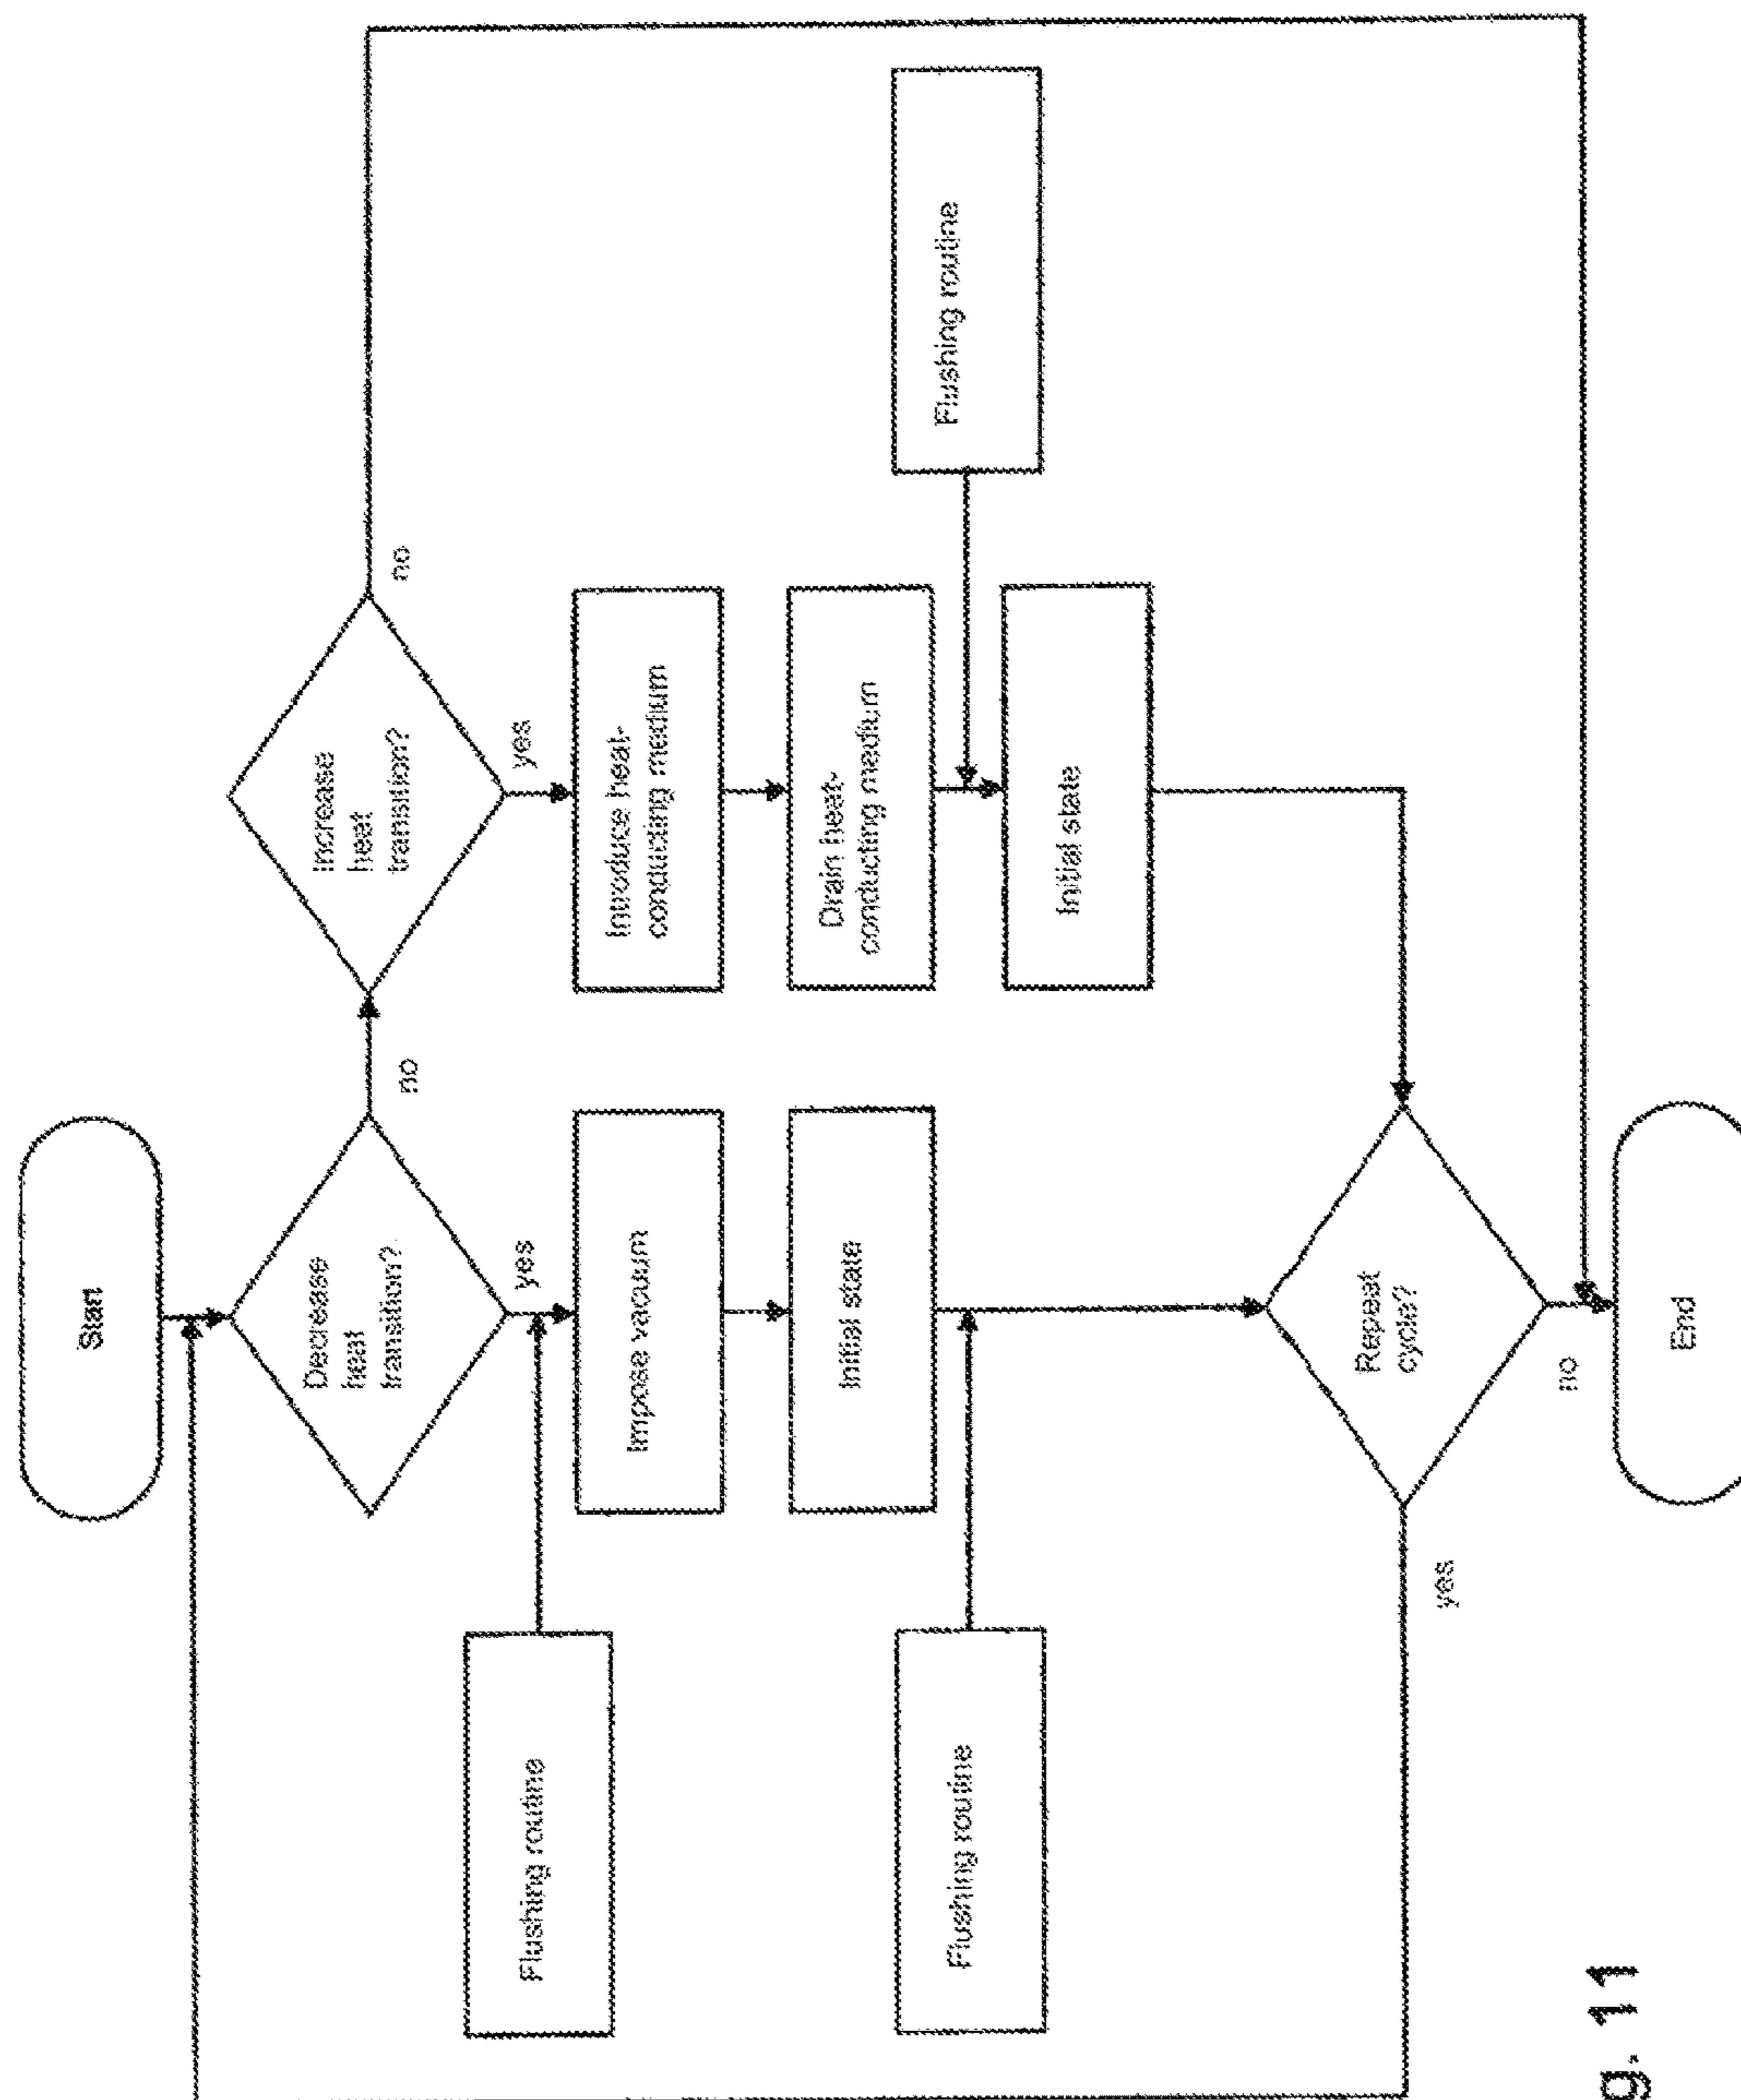 Start
Decrease
heat
transition?
no
yes
Increase
heat
transition?
no
yes
Flushing routine
Impose vacuum
Introduce heat-
conducting medium
Initial state
Drain heat-
conducting medium
Flushing routine
Flushing routine
Initial state
Repeat
cycle?
yes
no
End
g. 11